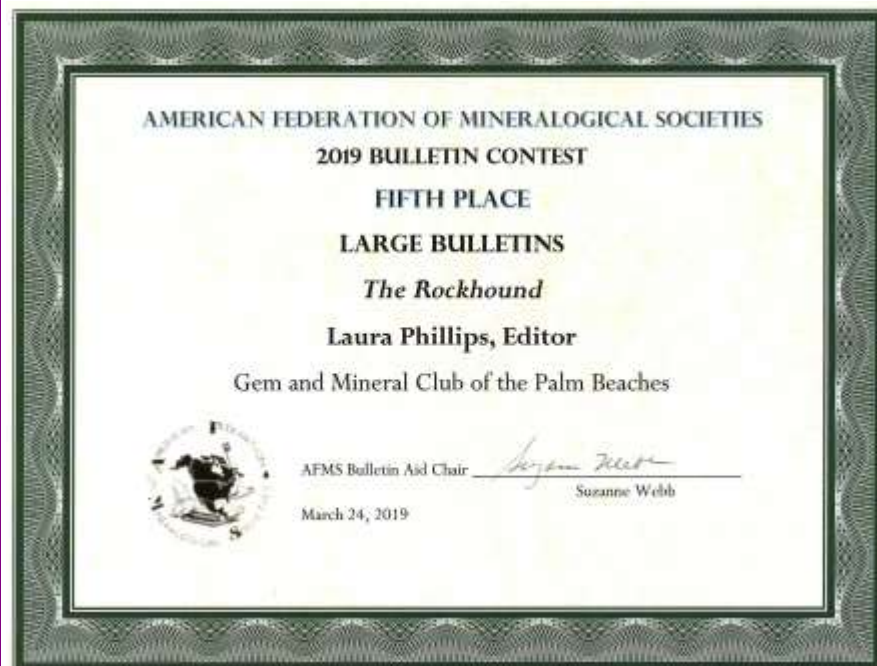 AMERICAN FEDERATION OF MINERALOGICAL SOCIETIES
2019 BULLETIN CONTEST
FIFTH PLACE
LARGE BULLETINS
The Rockhound
Laura Phillips, Editor
Gem and Mineral Club of the Palm Beaches
AFMS Bulletin Aid Chair
Suzanne Webb
March 24, 2019